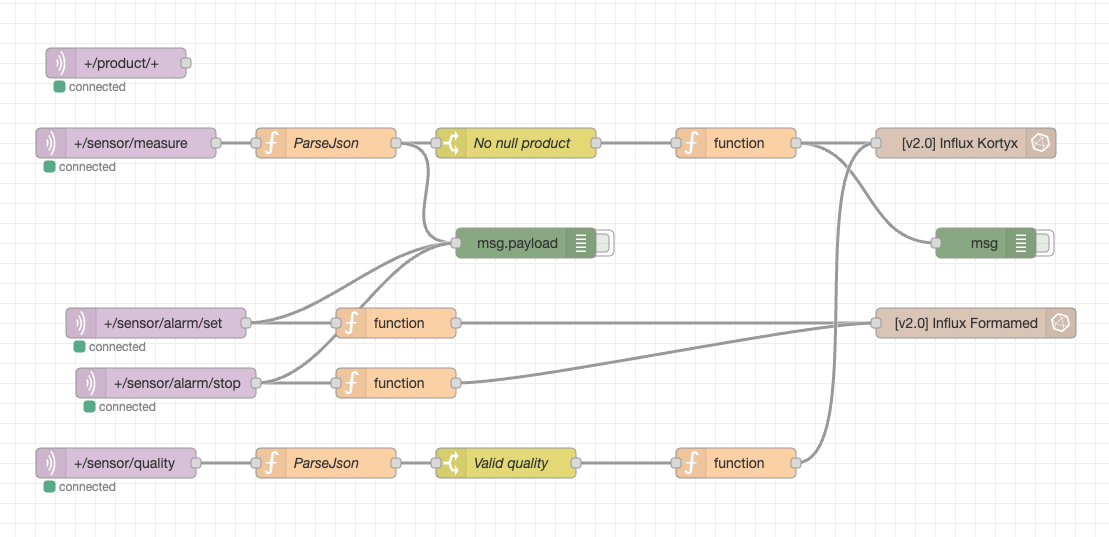 +/product/+
connected
+/sensor/measure
ParseJson
No null product
function
[v2.0] Influx Kortyx
connected
msg.payload
msg
+/sensor/alarm/set
function
[v2.0] Influx Formamed
connected
+/sensor/alarm/stop
function
connected
+/sensor/quality
ParseJson
Valid quality
function
connected